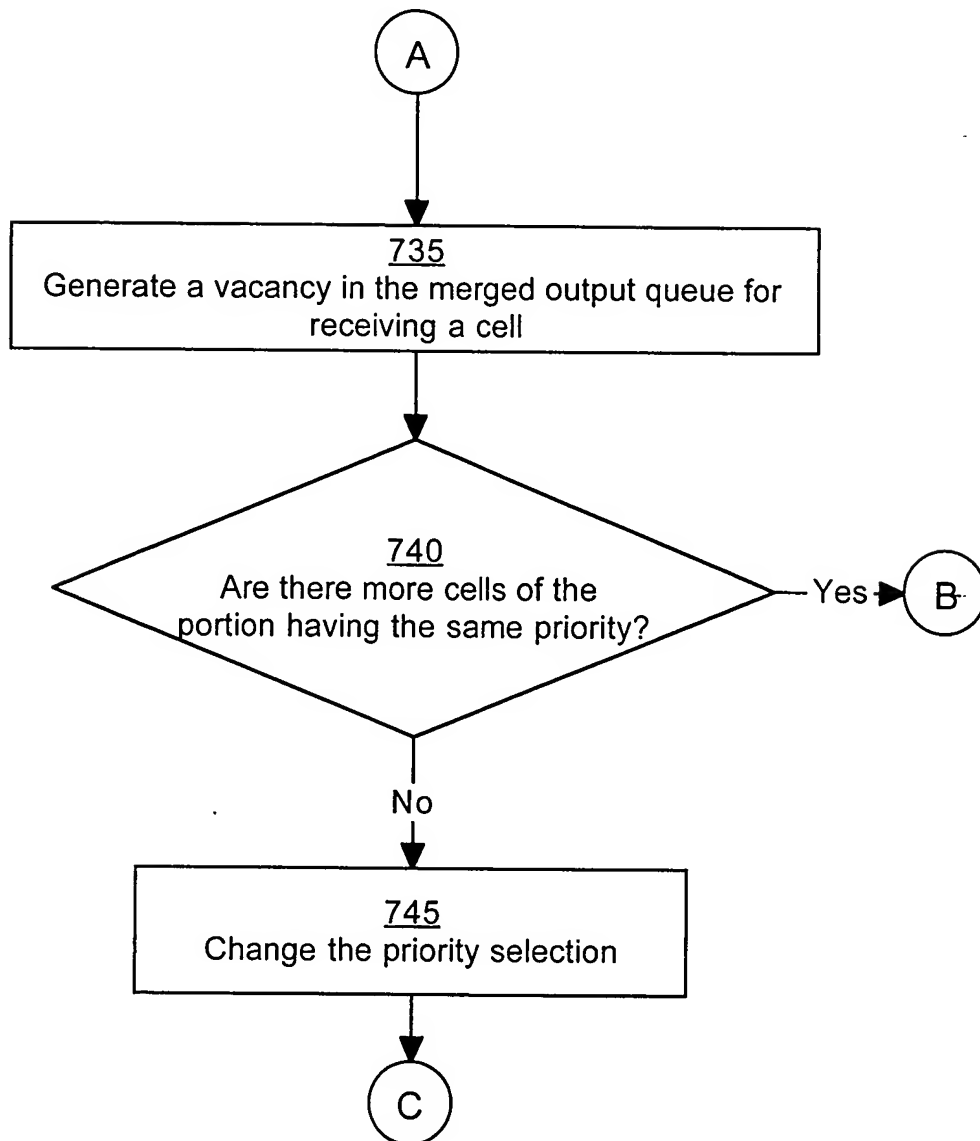 A
735
Generate a vacancy in the merged output queue for
receiving a cell
740
Are there more cells of the
portion having the same priority?
Yes
B
No
745
Change the priority selection
C